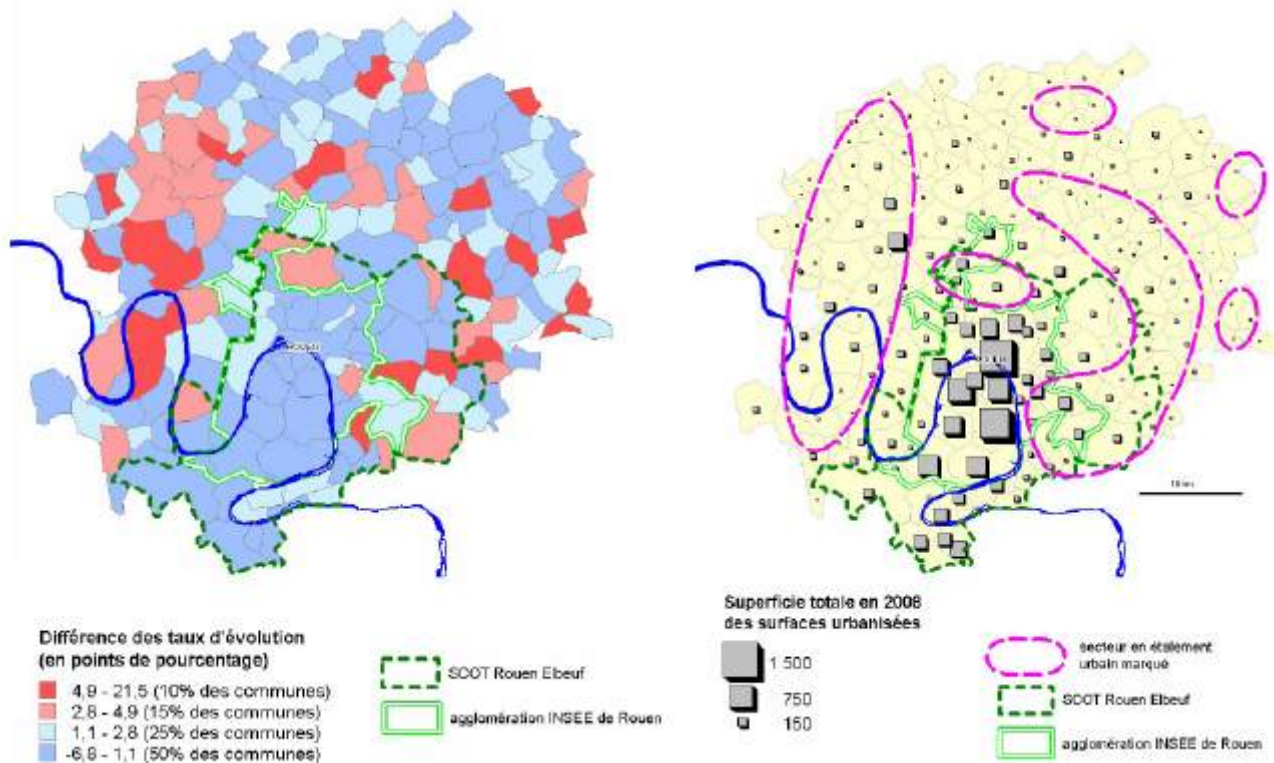 Différence des taux d'évolution
(en points de pourcentage)
4,9 - 21,5 (10% des communes)
2,8 - 4,9 (15% des communes)
1,1 - 2,8 (25% des communes)
-6,8 - 1,1 (50% des communes)
SCOT Rouen Elbeuf
agglomération INSEE de Rouen
Superficie totale en 2008
des surfaces urbanisées
1 500
750
150
secteur en étalement
urbain marqué
SCOT Rouen Elbeuf
agglomération INSEE de Rouen